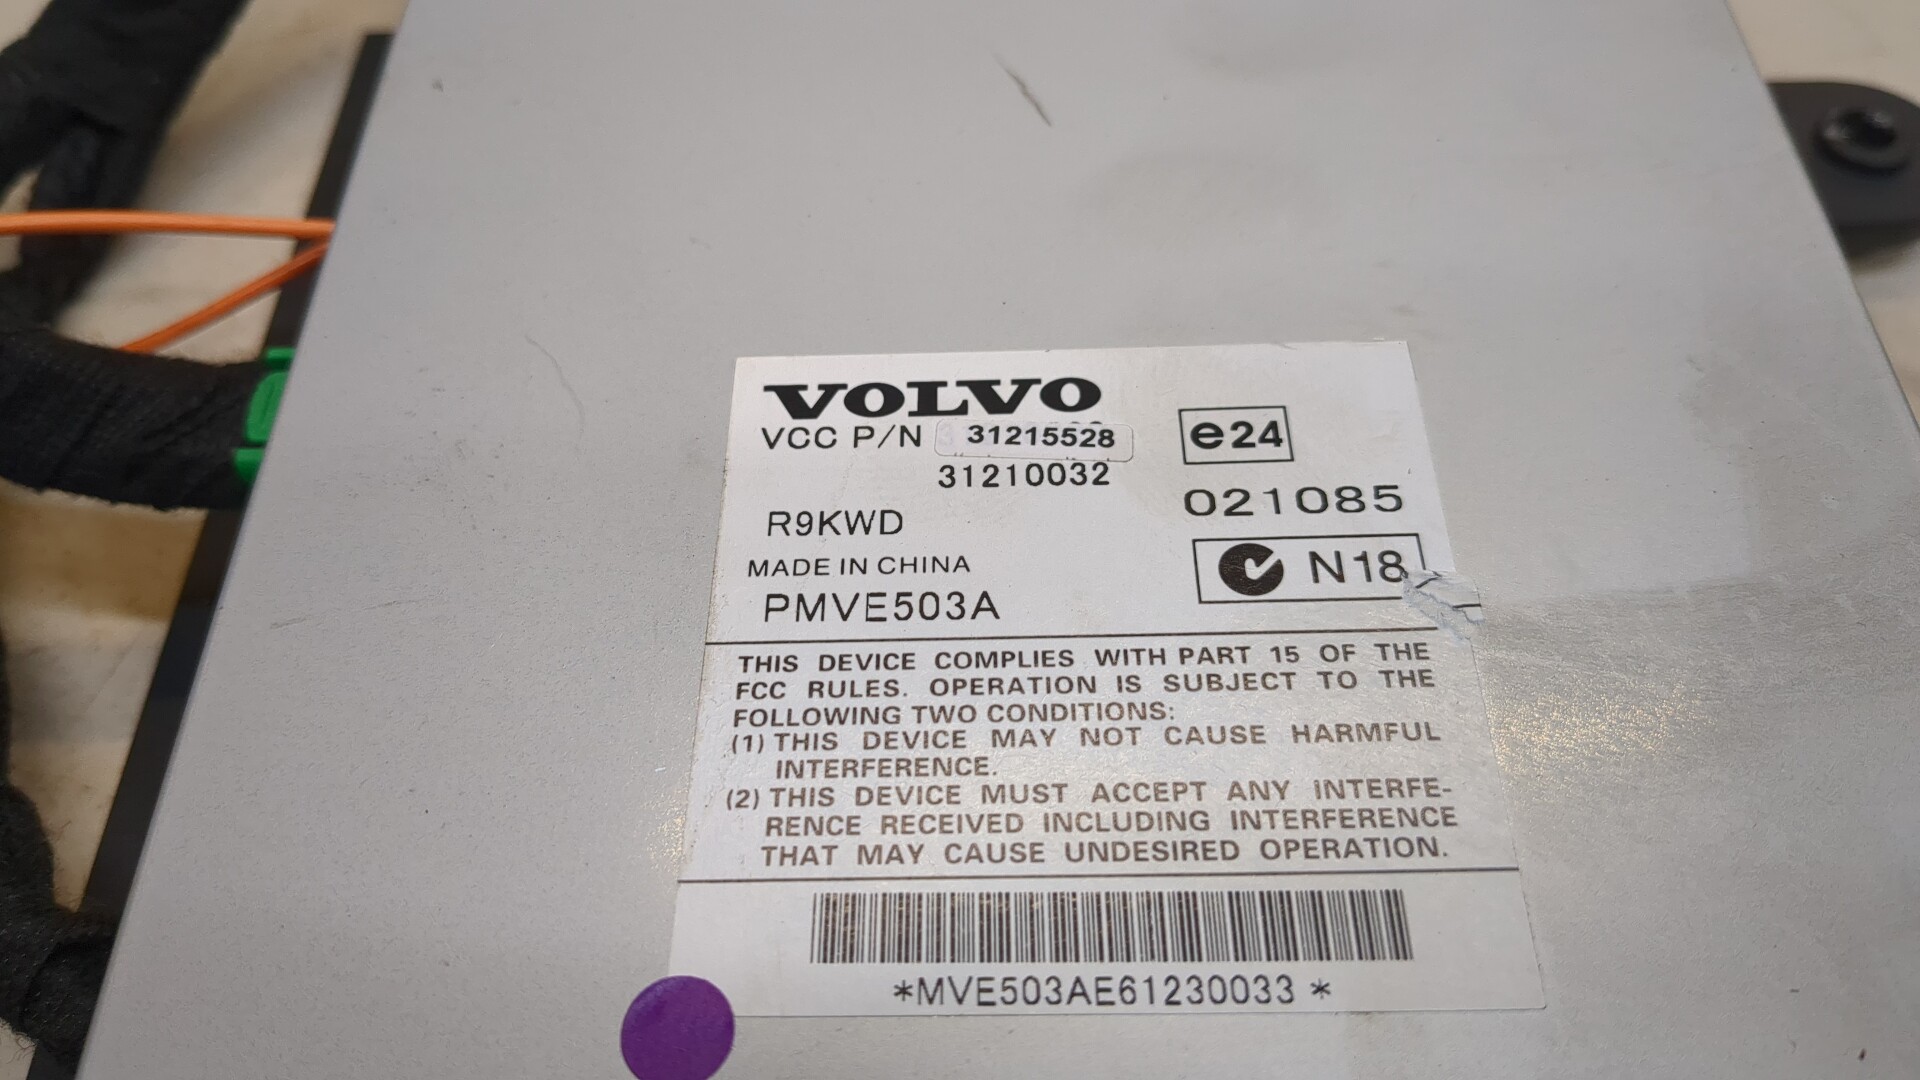 VOLVO
VCC P/N 31215528
31210032
e24
021085
R9KWD
N18
MADE IN CHINA
PMVE503A
THIS DEVICE COMPLIES WITH PART 15 OF THE
FCC RULES. OPERATION IS SUBJECT TO THE
FOLLOWING TWO CONDITIONS:
(1) THIS DEVICE MAY NOT CAUSE HARMFUL
INTERFERENCE.
(2) THIS DEVICE MUST ACCEPT ANY INTERFE-
RENCE RECEIVED INCLUDING INTERFERENCE
THAT MAY CAUSE UNDESIRED OPERATION.
*MVE503AE61230033 *